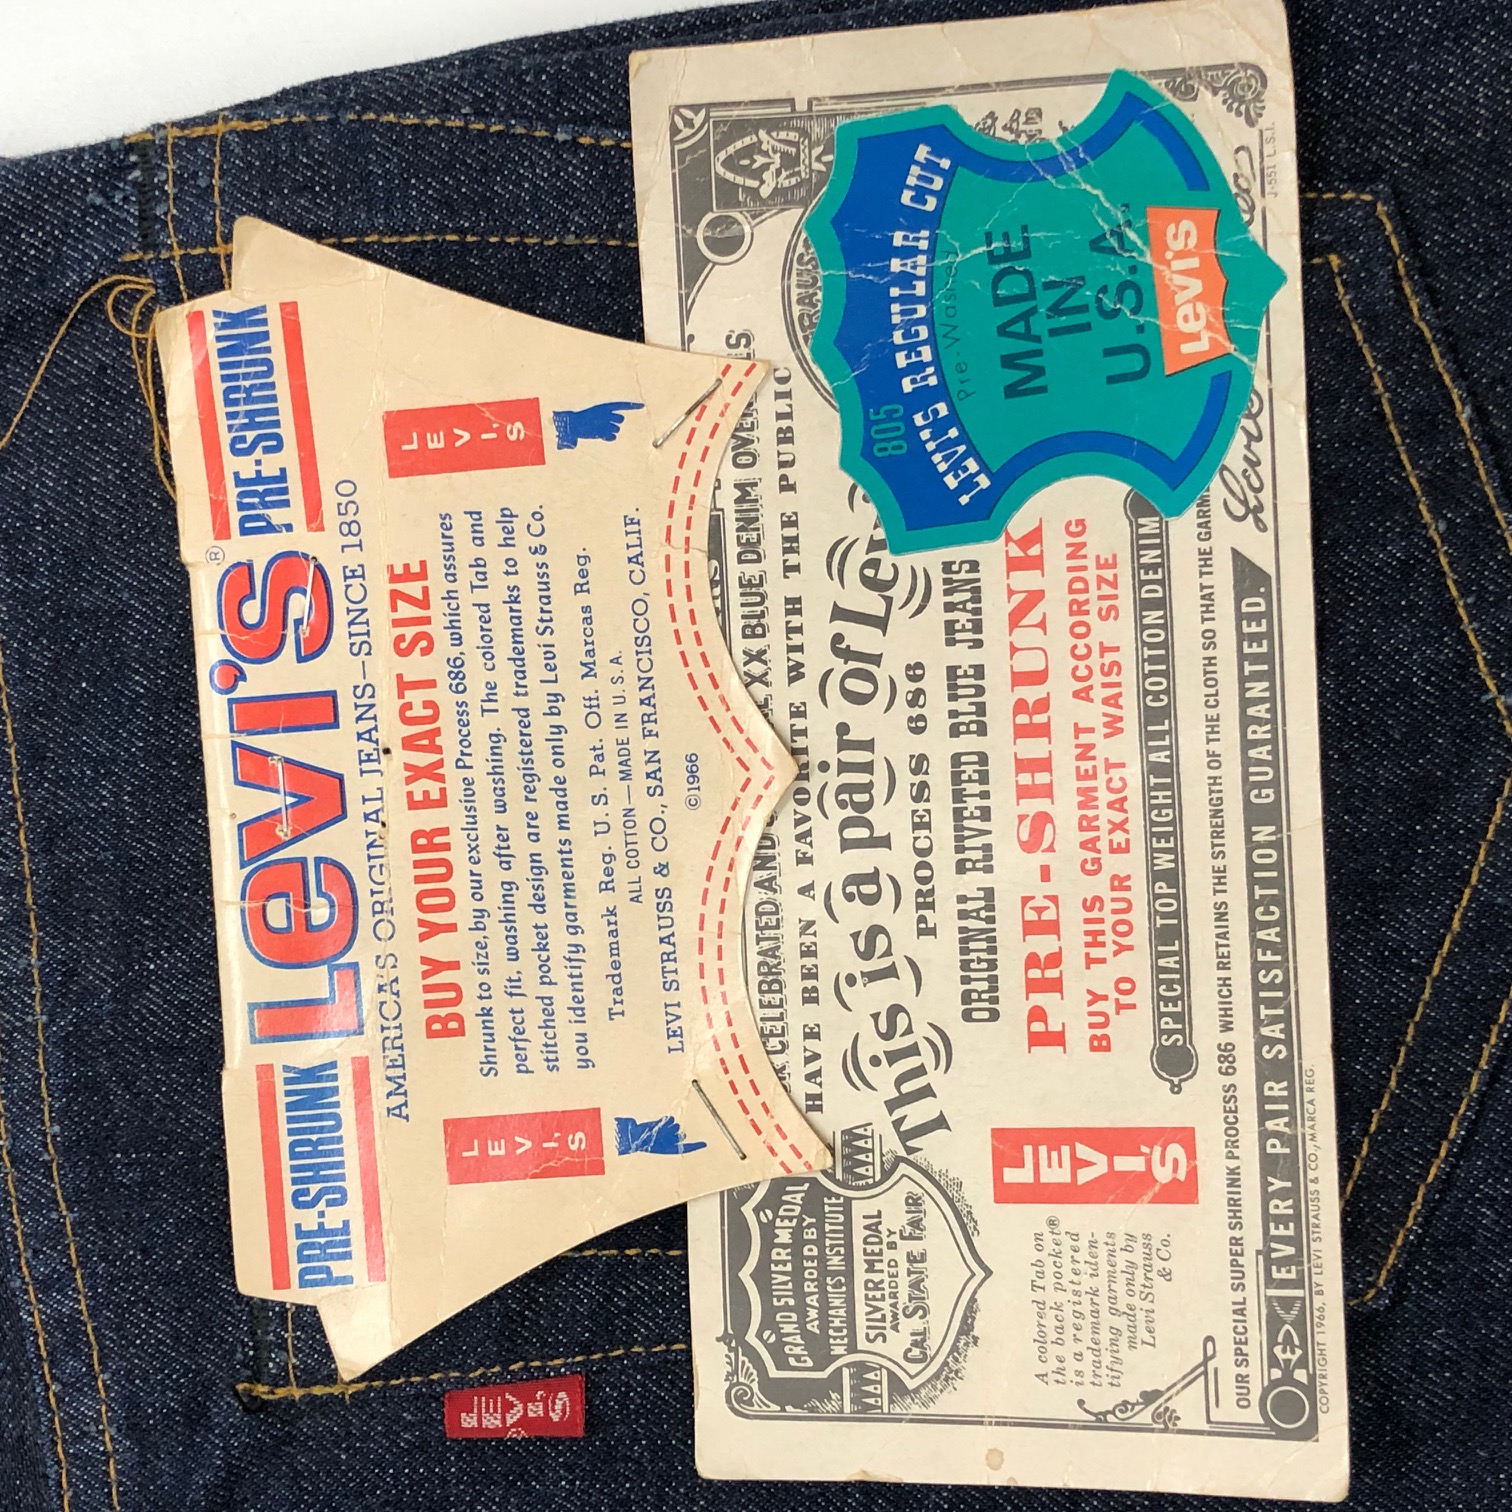 PRE-SHRUNK Levi's® PRE-SHRUNK
AMERICA'S ORIGINAL JEANS—SINCE 1850
BUY YOUR EXACT SIZE
LEVI'S
Shrunk to size, by our exclusive Process 686, which assures
perfect fit, washing after washing. The colored Tab and
stitched pocket design are registered trademarks to help
you identify garments made only by Levi Strauss & Co.
LEVI'S
Trademark Reg. U. S. Pat. Off. Marcas Reg.
ALL COTTON — MADE IN U. S. A.
LEVI STRAUSS & CO., SAN FRANCISCO, CALIF.
©1966
LEVI'S
GRAND SILVER MEDAL
AWARDED BY
MECHANICS INSTITUTE
SILVER MEDAL
AWARDED BY
CAL. STATE FAIR
CELEBRATED XX BLUE DENIM
HAVE BEEN A FAVORITE WITH THE PUBLIC
This is a pair of
PROCESS 686
ORIGINAL RIVETED BLUE JEANS
PRE-SHRUNK
BUY THIS GARMENT ACCORDING
TO YOUR EXACT WAIST SIZE
SPECIAL TOP WEIGHT ALL COTTON DENIM
LEVI'S
A colored Tab on
the back pocket®
is a registered
trademark iden-
tifying garments
made only by
Levi Strauss
& Co.
OUR SPECIAL SUPER SHRINK PROCESS 686 WHICH RETAINS THE STRENGTH OF THE CLOTH SO THAT THE
EVERY PAIR SATISFACTION GUARANTEED.
COPYRIGHT 1966, BY LEVI STRAUSS & CO./MARCA REG.
J-551 L.S.I.
805
LEVI'S REGULAR CUT
Pre-Washed
MADE
IN
U.S.A.
Levi's